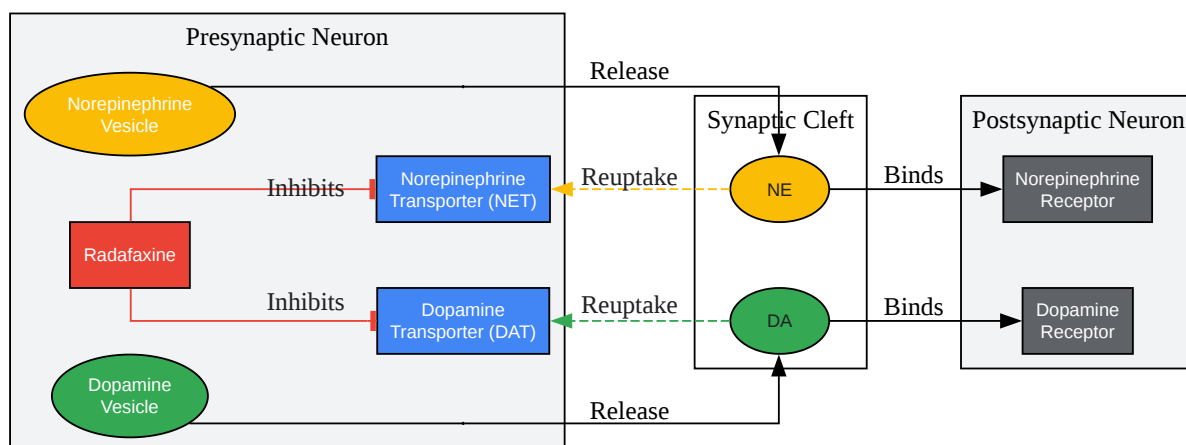 Presynaptic Neuron
Release
Norepinephrine
Vesicle
Synaptic Cleft
Postsynaptic Neuron
Inhibits
Norepinephrine
Transporter (NET)
Reuptake
NE
Binds
Norepinephrine
Receptor
Radafaxine
Inhibits
Dopamine
Transporter (DAT)
Reuptake
DA
Binds
Dopamine
Receptor
Dopamine
Vesicle
Release